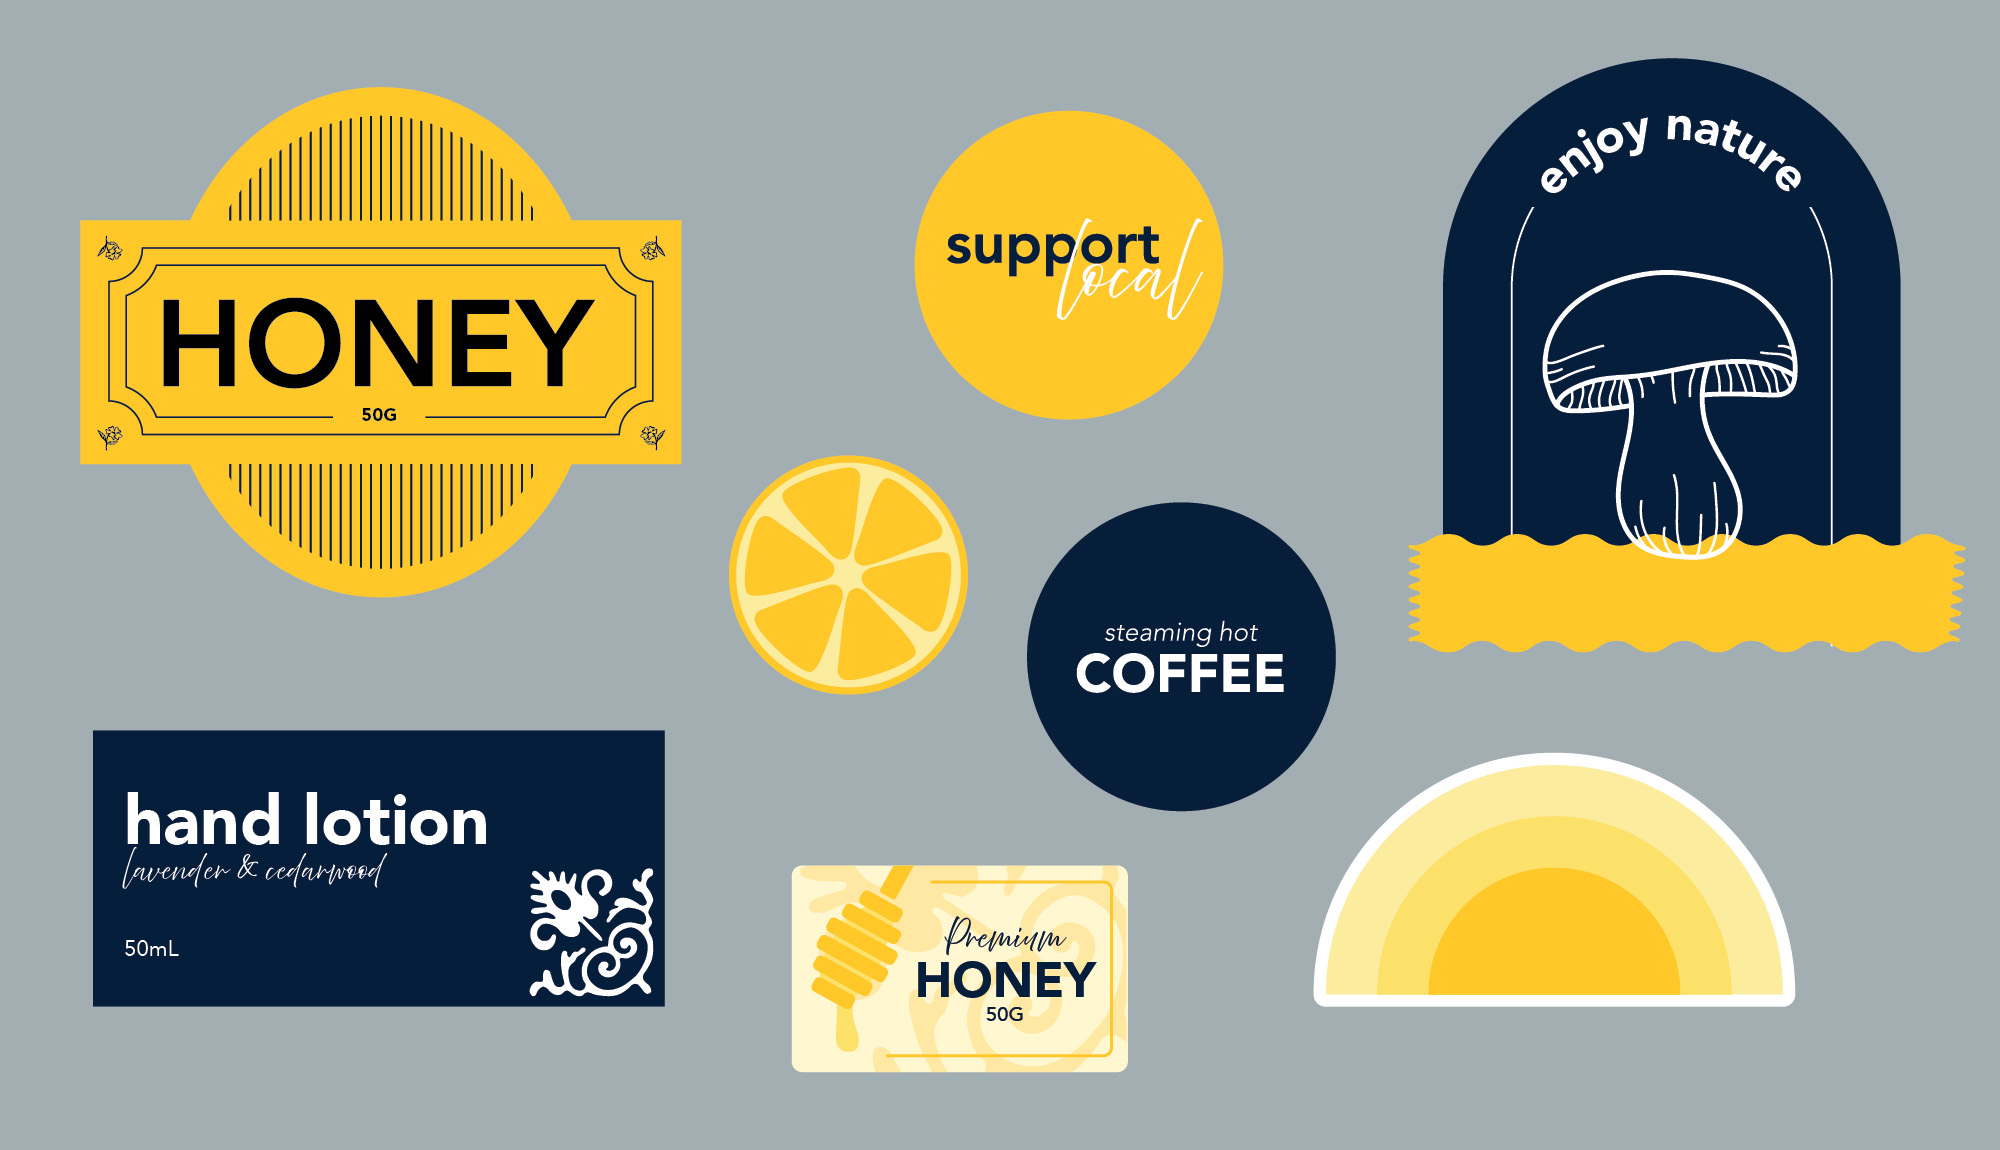 HONEY
50G
support
local
enjoy nature
steaming hot
COFFEE
hand lotion
lavender & cedarwood
50mL
Premium
HONEY
50G